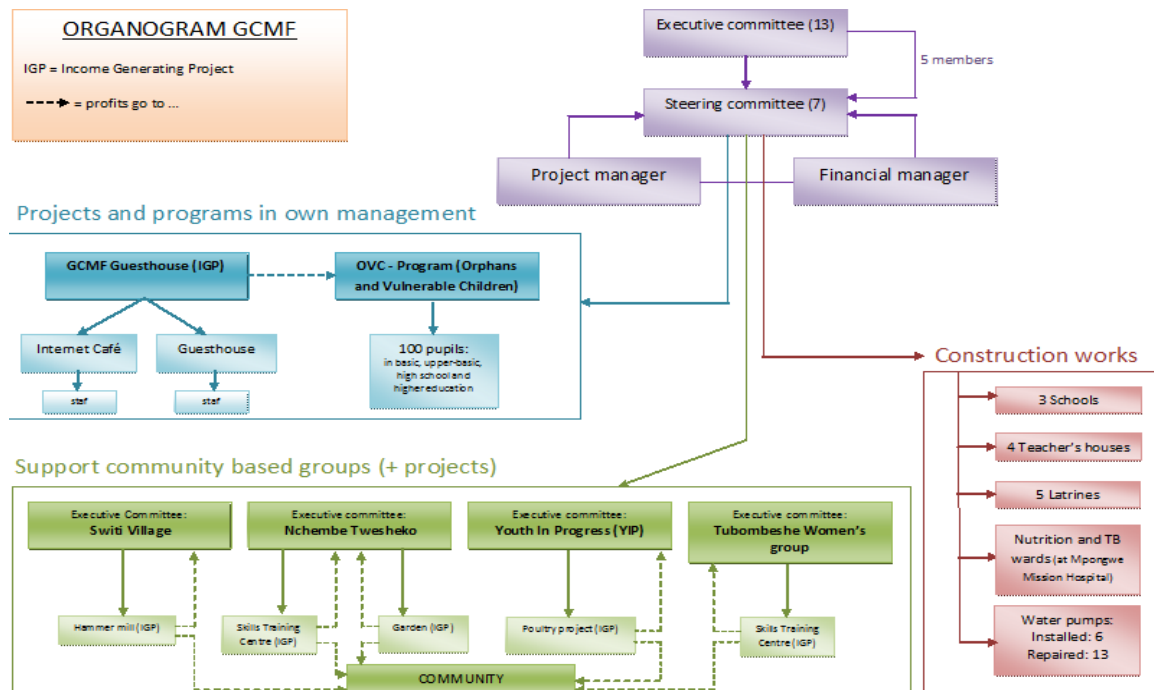 ORGANOGRAM GCMF
IGP = Income Generating Project
= profits go to ...
Executive committee (13)
5 members
Steering committee (7)
Project manager
Financial manager
Projects and programs in own management
GCMF Guesthouse (IGP)
OVC - Program (Orphans
and Vulnerable Children)
Internet Café
Guesthouse
100 pupils:
in basic, upper-basic,
high school and
higher education
staf
staf
Construction works
3 Schools
4 Teacher's houses
5 Latrines
Nutrition and TB
wards (at Mpongwe
Mission Hospital)
Water pumps:
Installed: 6
Repaired: 13
Support community based groups (+ projects)
Executive Committee:
Switi Village
Executive committee:
Nchembe Twesheko
Executive committee:
Youth In Progress (YIP)
Executive committee:
Tubombeshe Women's
group
Hammer mill (IGP)
Skills Training
Centre (IGP)
Garden (IGP)
Poultry project (IGP)
Skills Training
Centre (IGP)
COMMUNITY